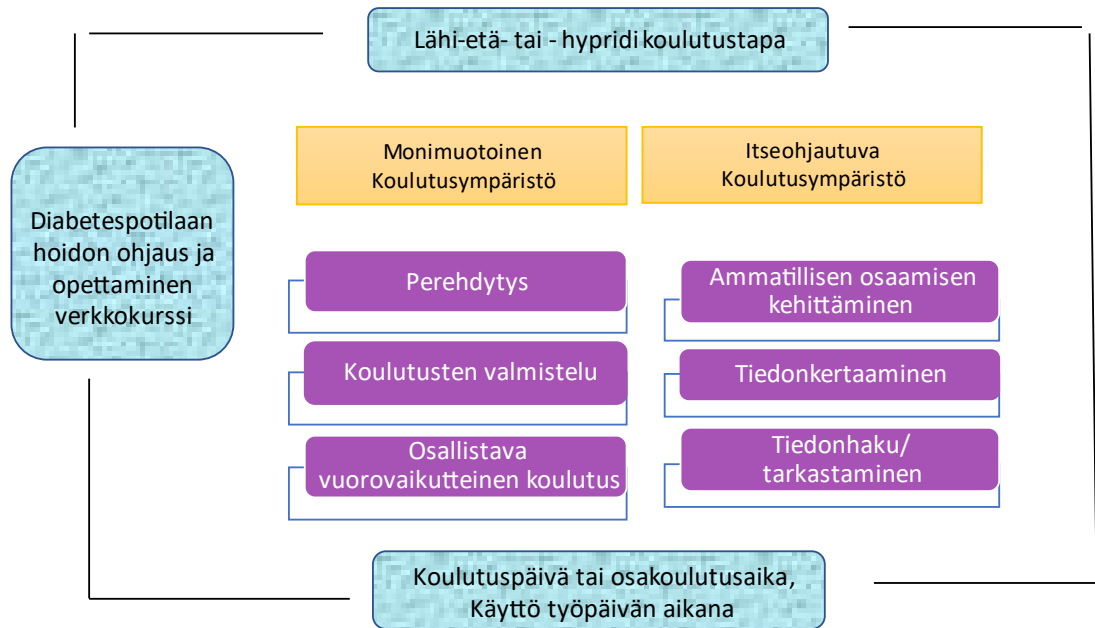 Lähi-etä- tai - hypridi koulutustapa
Monimuotoinen
Koulutusympäristö
Itseohjautuva
Koulutusympäristö
Diabetespotilaan
hoidon ohjaus ja
opettaminen
verkkokurssi
Perehdytys
Koulutusten valmistelu
Osallistava
vuorovaikutteinen koulutus
Ammatillisen osaamisen
kehittäminen
Tiedonkertaaminen
Tiedonhaku/
tarkastaminen
Koulutuspäivä tai osakoulutusaika,
Käyttö työpäivän aikana